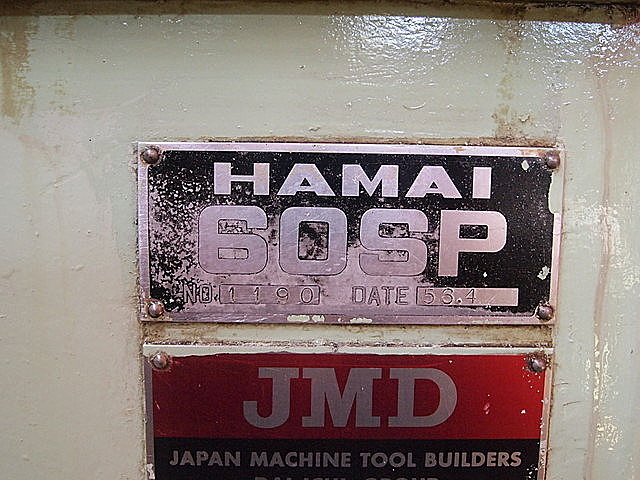 HAMAI
60SP
NO. 1190 DATE 56.4
JMD
JAPAN MACHINE TOOL BUILDERS